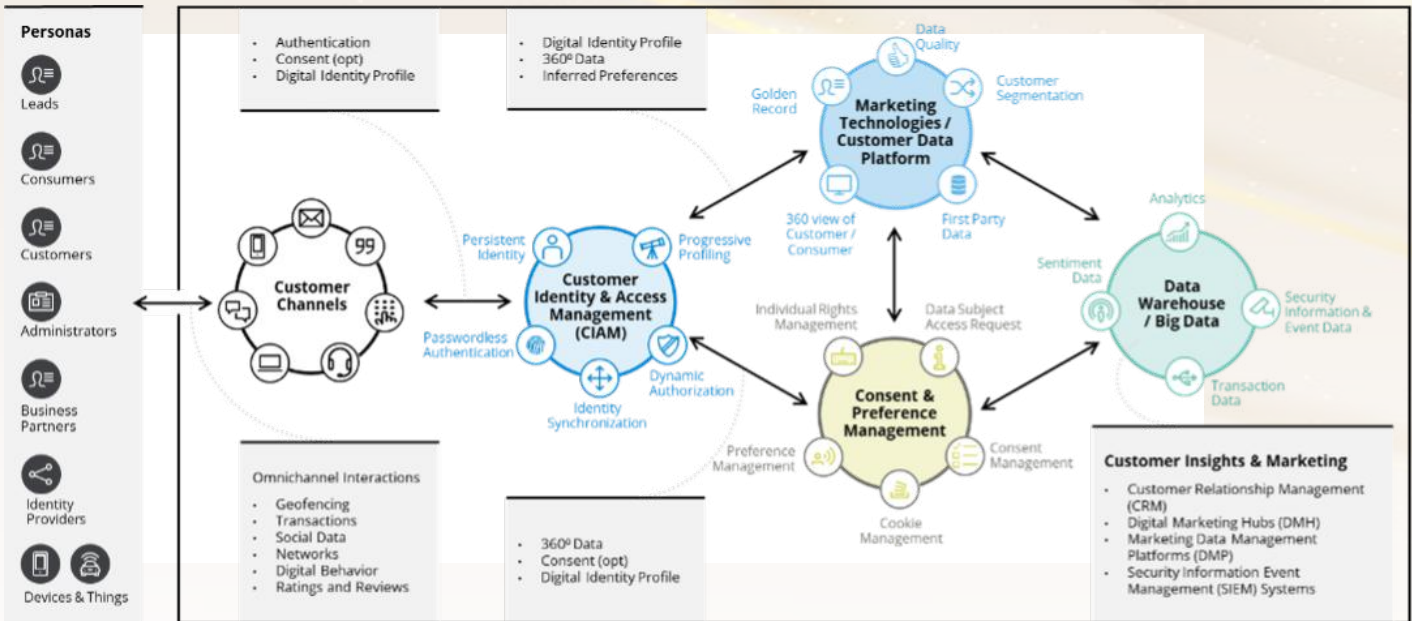 Personas
Leads
Consumers
Customers
Administrators
Business
Partners
Identity
Providers
Devices & Things
• Authentication
• Consent (opt)
• Digital Identity Profile
• Digital Identity Profile
• 360º Data
• Inferred Preferences
Customer
Channels
Omnichannel Interactions
• Geofencing
• Transactions
• Social Data
• Networks
• Digital Behavior
• Ratings and Reviews
Persistent
Identity
Progressive
Profiling
Customer
Identity & Access
Management
(CIAM)
Passwordless
Authentication
Dynamic
Authorization
Identity
Synchronization
• 360º Data
• Consent (opt)
• Digital Identity Profile
Data
Quality
Golden
Record
Customer
Segmentation
Marketing
Technologies /
Customer Data
Platform
360 view of
Customer /
Consumer
First Party
Data
Individual Rights
Management
Data Subject
Access Request
Consent &
Preference
Management
Preference
Management
Consent
Management
Cookie
Management
Analytics
Sentiment
Data
Data
Warehouse
/ Big Data
Security
Information &
Event Data
Transaction
Data
Customer Insights & Marketing
• Customer Relationship Management
(CRM)
• Digital Marketing Hubs (DMH)
• Marketing Data Management
Platforms (DMP)
• Security Information Event
Management (SIEM) Systems